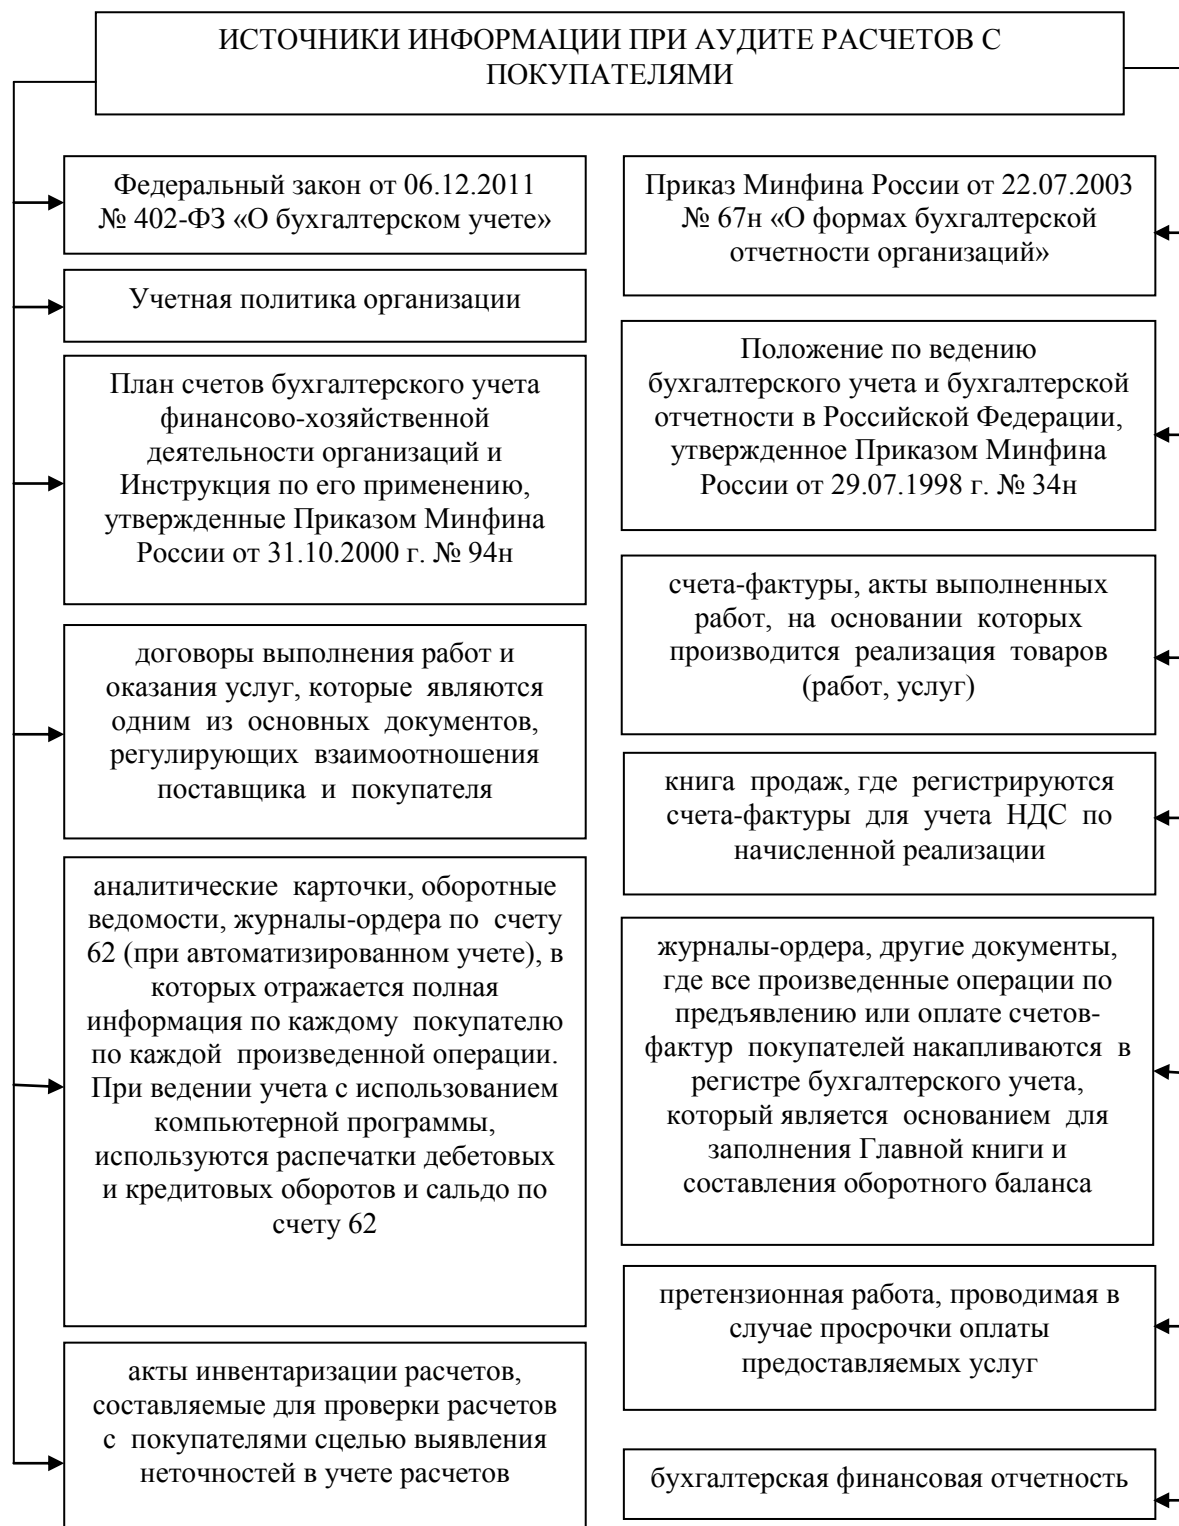 ИСТОЧНИКИ ИНФОРМАЦИИ ПРИ АУДИТЕ РАСЧЕТОВ С
ПОКУПАТЕЛЯМИ
Федеральный закон от 06.12.2011
№ 402-ФЗ «О бухгалтерском учете»
Учетная политика организации
План счетов бухгалтерского учета
финансово-хозяйственной
деятельности организаций и
Инструкция по его применению,
утвержденные Приказом Минфина
России от 31.10.2000 г. № 94н
договоры выполнения работ и
оказания услуг, которые являются
одним из основных документов,
регулирующих взаимоотношения
поставщика и покупателя
аналитические карточки, оборотные
ведомости, журналы-ордера по счету
62 (при автоматизированном учете), в
которых отражается полная
информация по каждому покупателю
по каждой произведенной операции.
При ведении учета с использованием
компьютерной программы,
используются распечатки дебетовых
и кредитовых оборотов и сальдо по
счету 62
акты инвентаризации расчетов,
составляемые для проверки расчетов
с покупателями сцелью выявления
неточностей в учете расчетов
Приказ Минфина России от 22.07.2003
№ 67н «О формах бухгалтерской
отчетности организаций»
Положение по ведению
бухгалтерского учета и бухгалтерской
отчетности в Российской Федерации,
утвержденное Приказом Минфина
России от 29.07.1998 г. № 34н
счета-фактуры, акты выполненных
работ, на основании которых
производится реализация товаров
(работ, услуг)
книга продаж, где регистрируются
счета-фактуры для учета НДС по
начисленной реализации
журналы-ордера, другие документы,
где все произведенные операции по
предъявлению или оплате счетов-
фактур покупателей накапливаются в
регистре бухгалтерского учета,
который является основанием для
заполнения Главной книги и
составления оборотного баланса
претензионная работа, проводимая в
случае просрочки оплаты
предоставляемых услуг
бухгалтерская финансовая отчетность